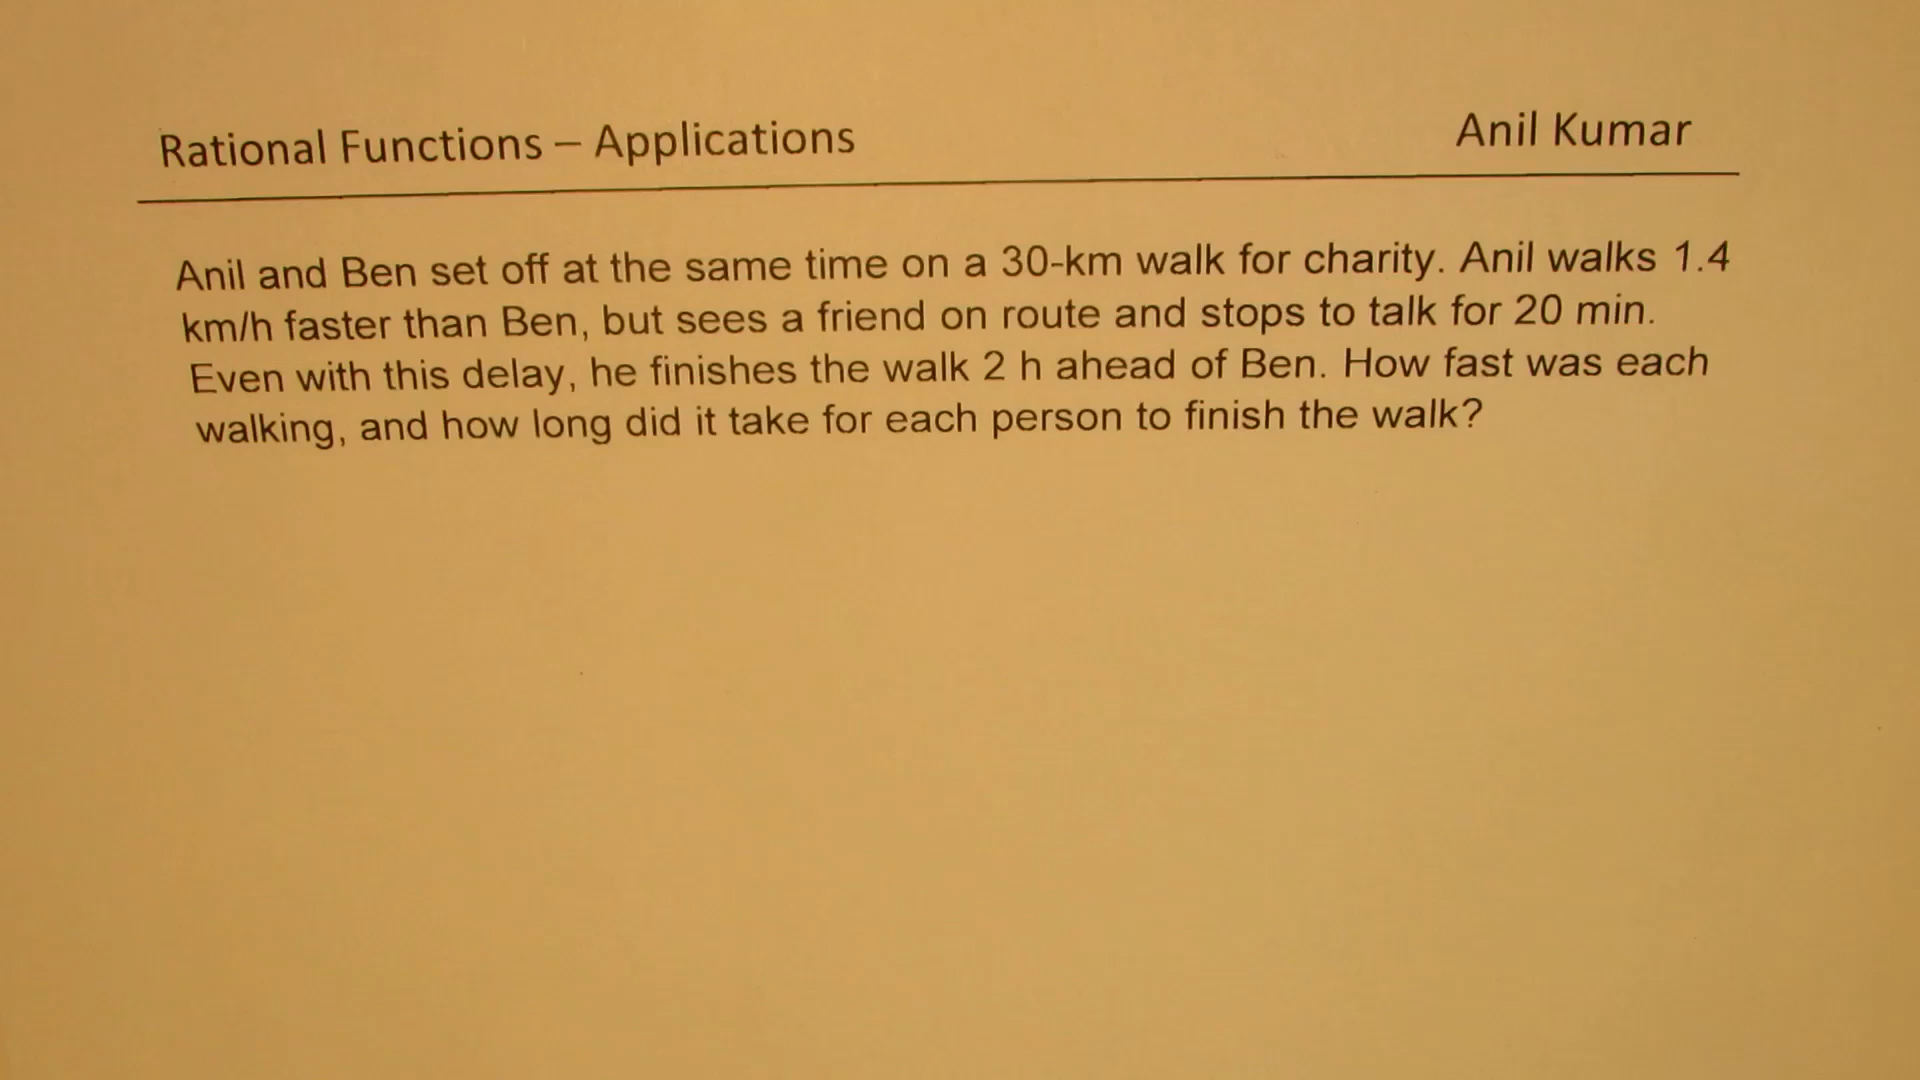 Rational Functions – Applications
Anil Kumar
Anil and Ben set off at the same time on a 30-km walk for charity. Anil walks 1.4
km/h faster than Ben, but sees a friend on route and stops to talk for 20 min.
Even with this delay, he finishes the walk 2 h ahead of Ben. How fast was each
walking, and how long did it take for each person to finish the walk?